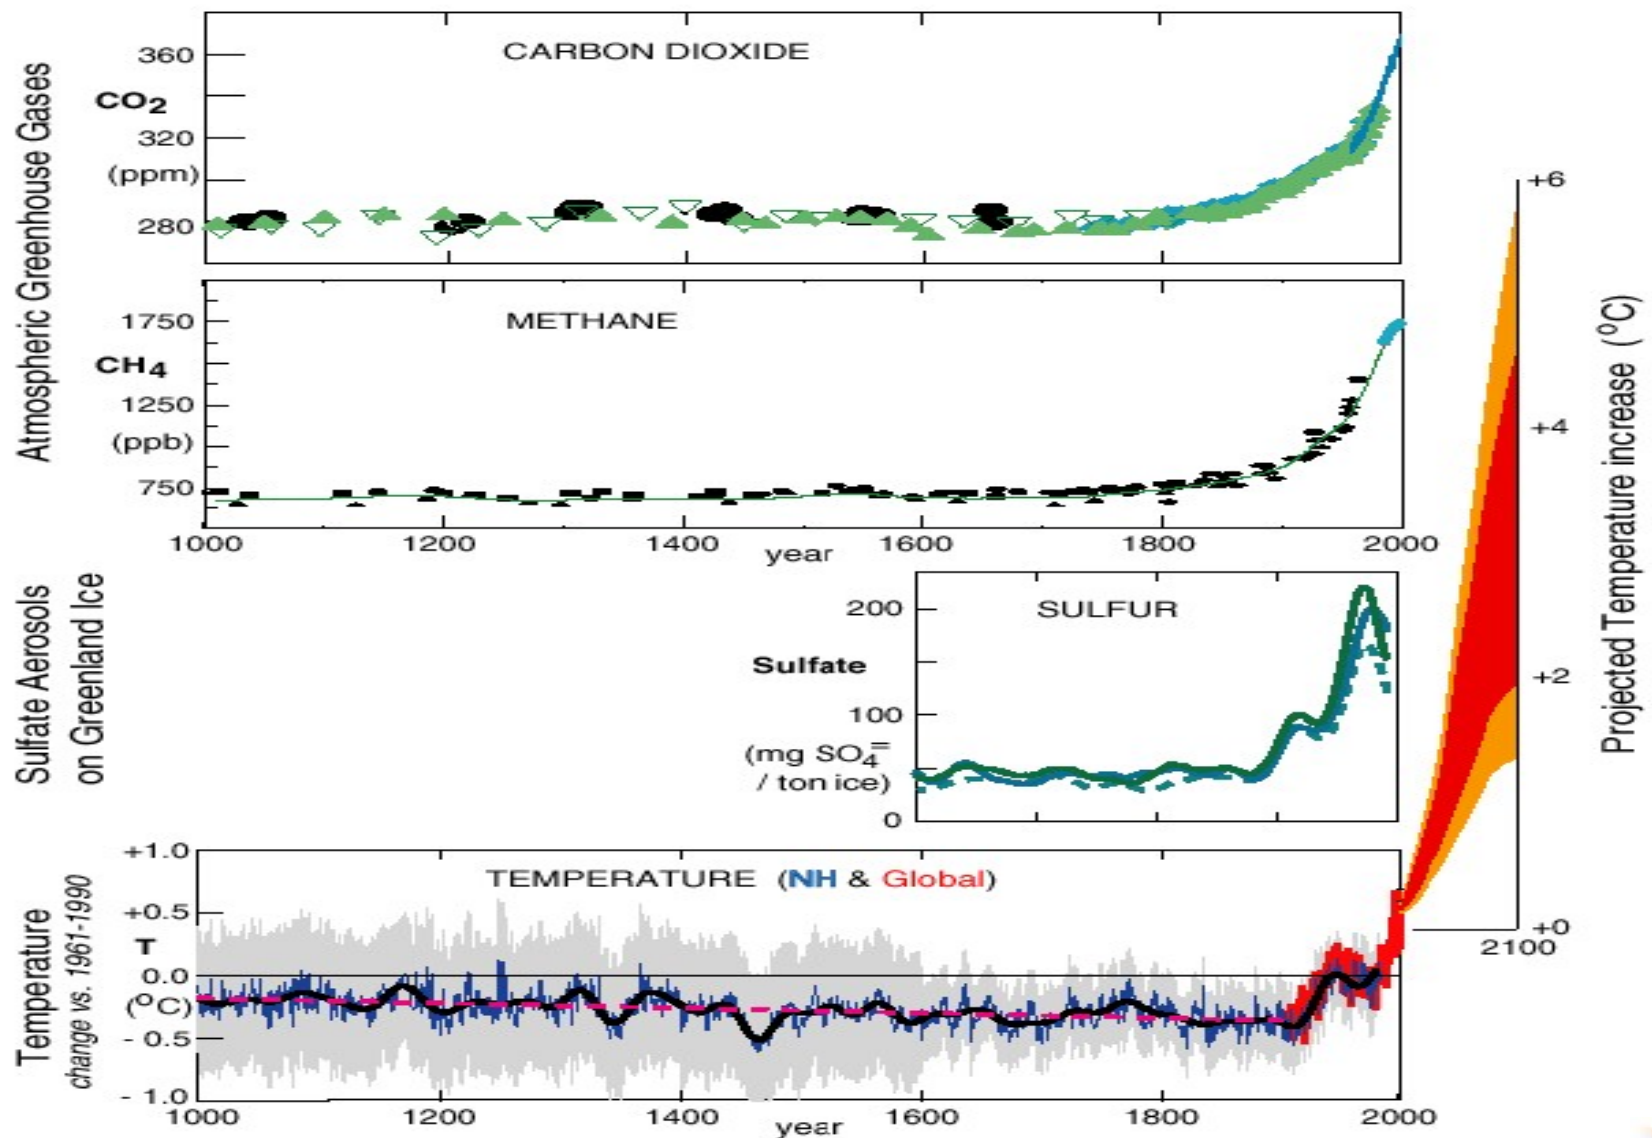 Atmospheric Greenhouse Gases
CARBON DIOXIDE
360
CO2
320
(ppm)
280
METHANE
1750
CH4
1250
(ppb)
750
1000 1200 1400 1600 1800 2000
year
Sulfate Aerosols
on Greenland Ice
SULFUR
200
Sulfate
100
(mg SO4=
/ ton ice)
0
Temperature
change vs. 1961-1990
TEMPERATURE (NH & Global)
+1.0
+0.5
T
0.0
(oC)
- 0.5
- 1.0
1000 1200 1400 1600 1800 2000
year
+6
+4
+2
+0
2100
Projected Temperature increase (oC)